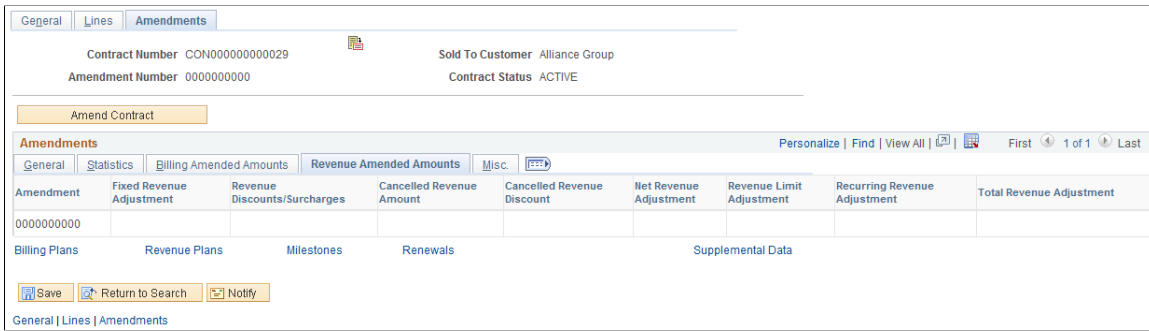 General Lines Amendments
Contract Number CON000000000029 Sold To Customer Alliance Group
Amendment Number 0000000000 Contract Status ACTIVE
Amend Contract
Amendments Personalize | Find | View All | | First 1 of 1 Last
General Statistics Billing Amended Amounts Revenue Amended Amounts Misc.
Amendment Fixed Revenue Adjustment Revenue Discounts/Surcharges Cancelled Revenue Amount Cancelled Revenue Discount Net Revenue Adjustment Revenue Limit Adjustment Recurring Revenue Adjustment Total Revenue Adjustment
0000000000
Billing Plans Revenue Plans Milestones Renewals Supplemental Data
Save Return to Search Notify
General | Lines | Amendments